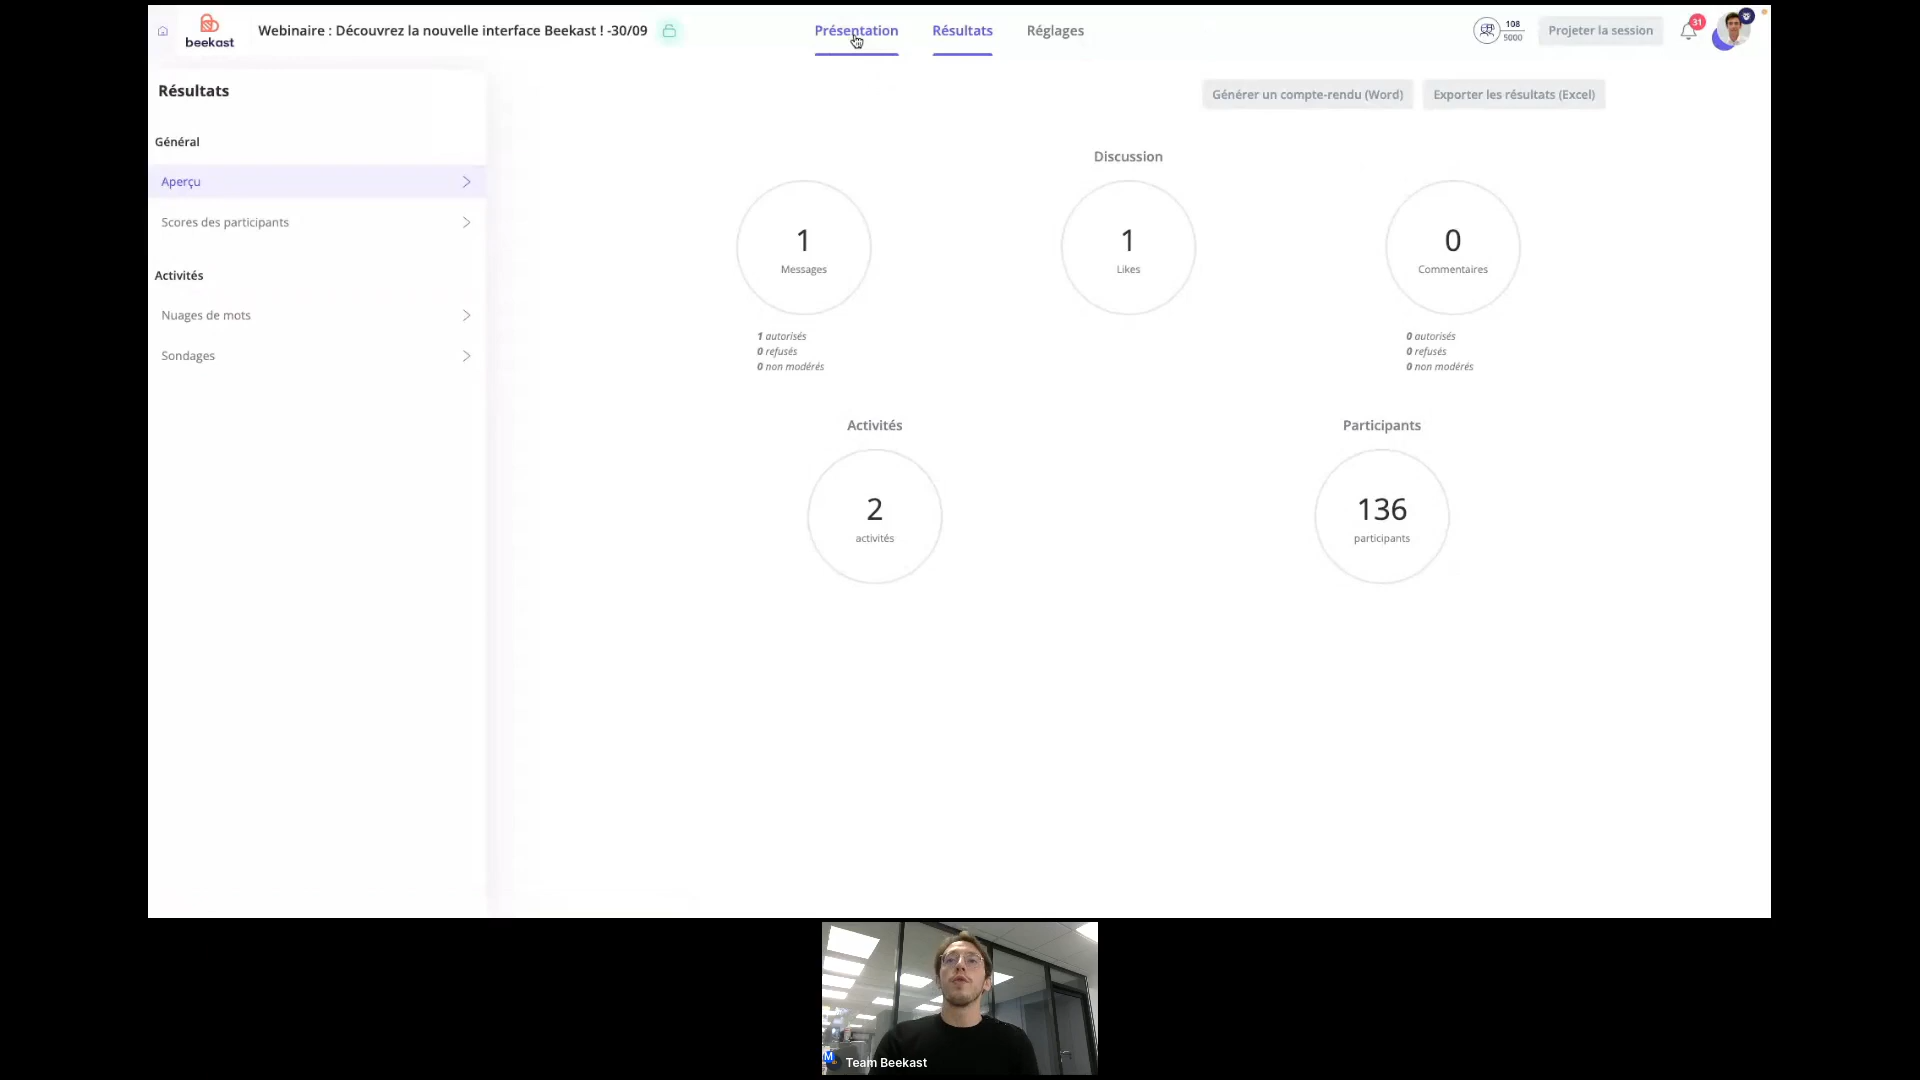 beekast
Webinaire : Découvrez la nouvelle interface Beekast ! -30/09
Présentation
Résultats
Réglages
108
5000
Projeter la session
31
Résultats
Général
Aperçu
Scores des participants
Activités
Nuages de mots
Sondages
Générer un compte-rendu (Word)
Exporter les résultats (Excel)
Discussion
1
Messages
1 autorisés
0 refusés
0 non modérés
1
Likes
0
Commentaires
0 autorisés
0 refusés
0 non modérés
Activités
2
activités
Participants
136
participants
M
Team Beekast